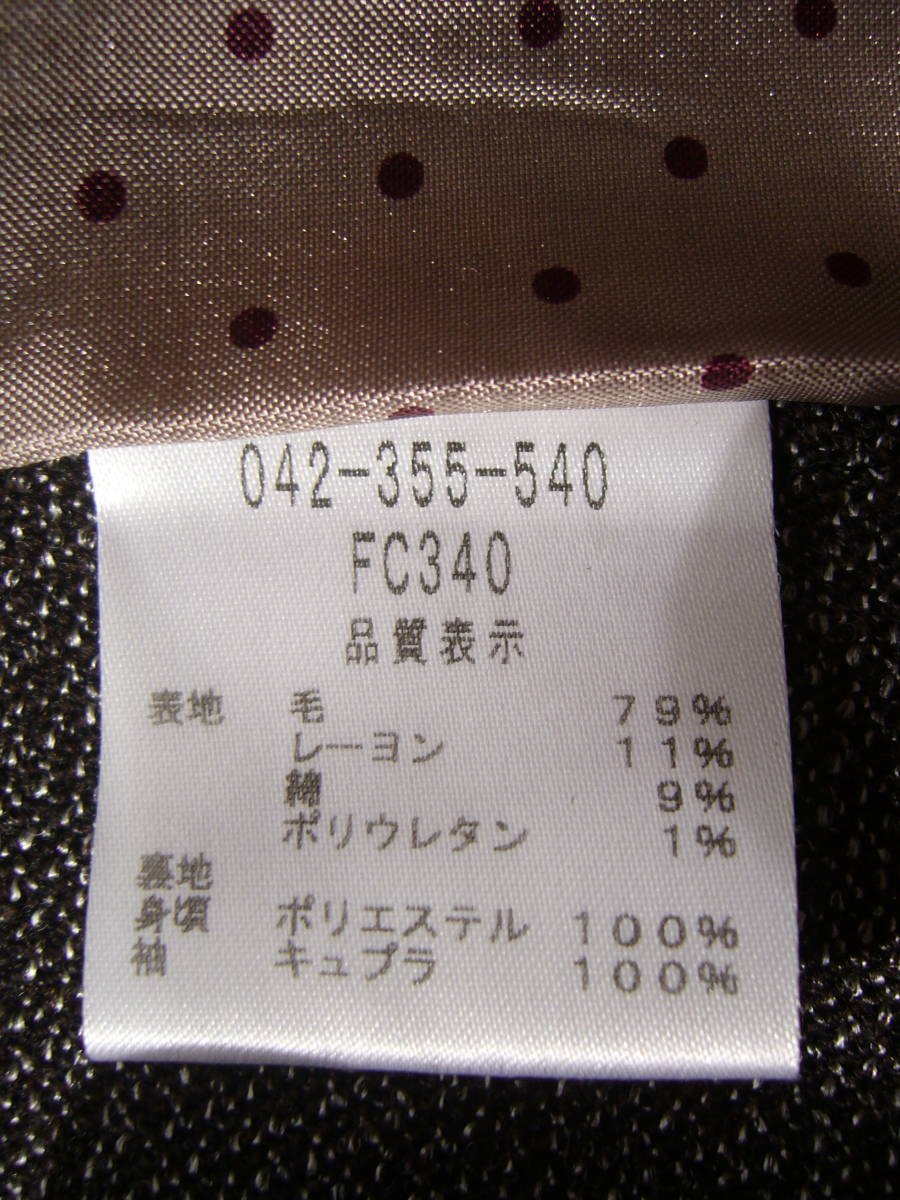 042-355-540
FC340
品質表示
表地 毛 79%
レーヨン 11%
綿 9%
ポリウレタン 1%
裏地
身頃 ポリエステル 100%
袖 キュプラ 100%